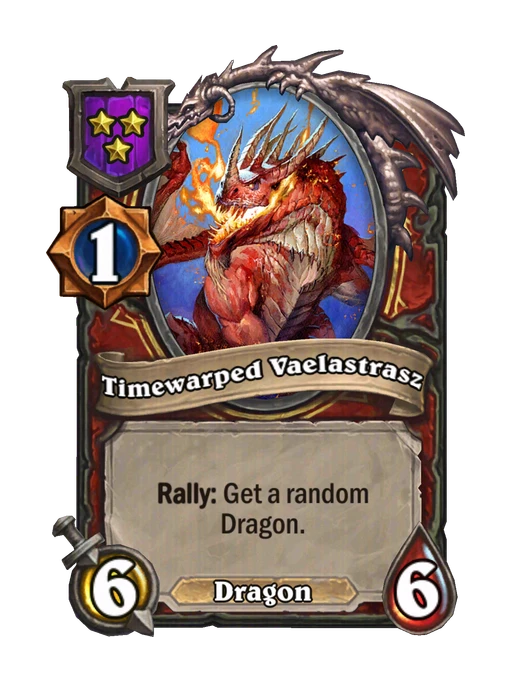 1
Timewarped Vaelastrasz
Rally: Get a random
Dragon.
6
Dragon
6